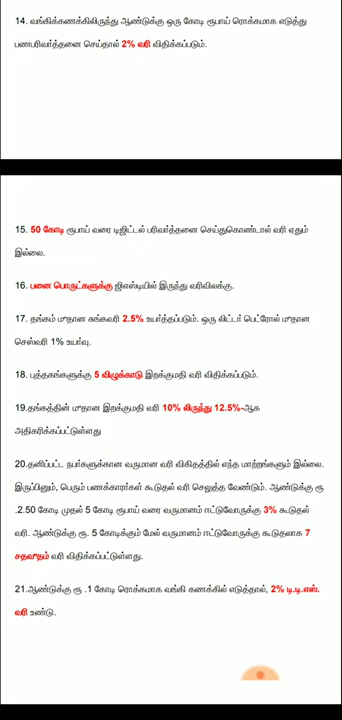 14. வங்கிக்கணக்கிலிருந்து ஆண்டுக்கு ஒரு கோடி ரூபாய் ரொக்கமாக எடுத்து
பணபரிவர்த்தனை செய்தால் 2% வரி விதிக்கப்படும்.
15. 50 கோடி ரூபாய் வரை டிஜிட்டல் பரிவர்த்தனை செய்துகொண்டால் வரி ஏதும்
இல்லை.
16. பனை பொருட்களுக்கு ஜிஎஸ்டியில் இருந்து வரிவிலக்கு.
17. தங்கம் மீதான சுங்கவரி 2.5% உயர்த்தப்படும். ஒரு லிட்டர் பெட்ரோல் மீதான
செஸ்வரி 1% உயர்வு.
18. புத்தகங்களுக்கு 5 விழுக்காடு இறக்குமதி வரி விதிக்கப்படும்.
19.தங்கத்தின் மீதான இறக்குமதி வரி 10% லிருந்து 12.5%-ஆக
அதிகரிக்கப்பட்டுள்ளது
20.தனிப்பட்ட நபர்களுக்கான வருமான வரி விகிதத்தில் எந்த மாற்றங்களும் இல்லை.
இருப்பினும், பெரும் பணக்காரர்கள் கூடுதல் வரி செலுத்த வேண்டும். ஆண்டுக்கு ரூ
.2.50 கோடி முதல் 5 கோடி ரூபாய் வரை வருமானம் ஈட்டுவோருக்கு 3% கூடுதல்
வரி. ஆண்டுக்கு ரூ. 5 கோடிக்கும் மேல் வருமானம் ஈட்டுவோருக்கு கூடுதலாக 7
சதவீதம் வரி விதிக்கப்பட்டுள்ளது.
21.ஆண்டுக்கு ரூ .1 கோடி ரொக்கமாக வங்கி கணக்கில் எடுத்தால், 2% டி.டி.எஸ்.
வரி உண்டு.